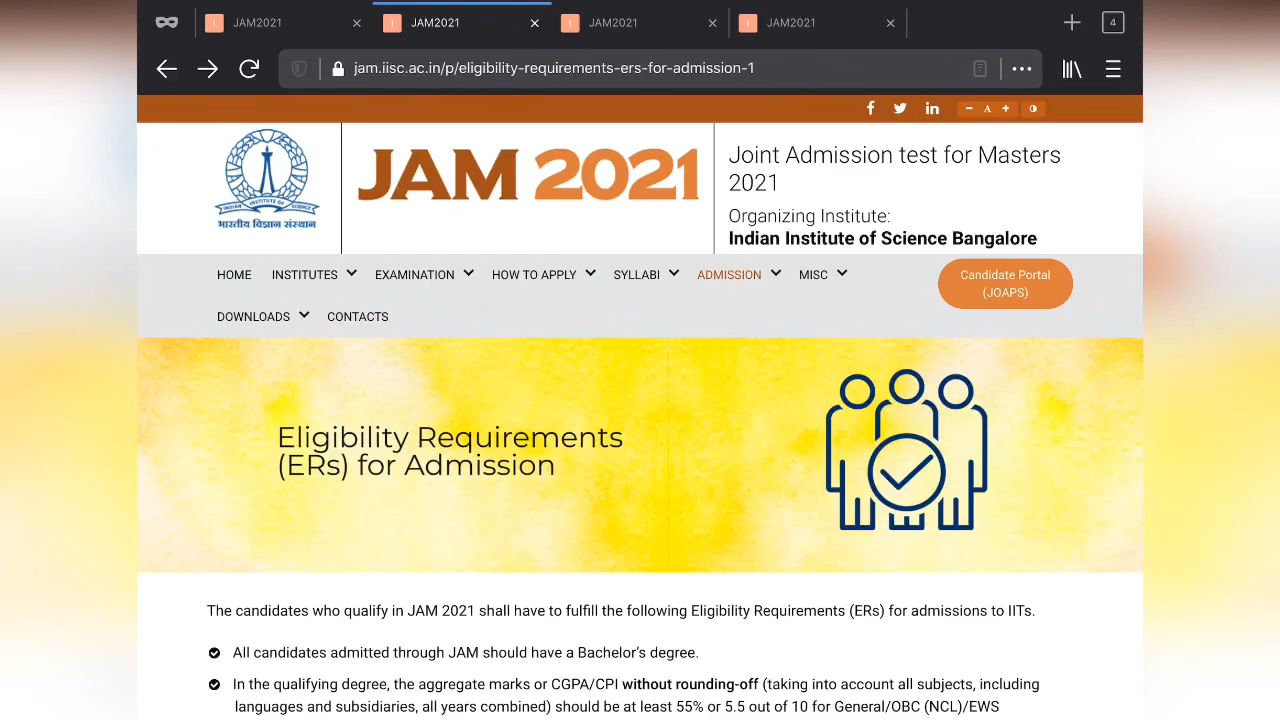 JAM2021
JAM2021
JAM2021
JAM2021
4
jam.iisc.ac.in/p/eligibility-requirements-ers-for-admission-1
- A +
INDIAN INSTITUTE OF SCIENCE
भारतीय विज्ञान संस्थान
JAM 2021
Joint Admission test for Masters
2021
Organizing Institute:
Indian Institute of Science Bangalore
HOME INSTITUTES EXAMINATION HOW TO APPLY SYLLABI ADMISSION MISC
Candidate Portal
(JOAPS)
DOWNLOADS CONTACTS
Eligibility Requirements
(ERs) for Admission
The candidates who qualify in JAM 2021 shall have to fulfill the following Eligibility Requirements (ERs) for admissions to IITs.
All candidates admitted through JAM should have a Bachelor's degree.
In the qualifying degree, the aggregate marks or CGPA/CPI without rounding-off (taking into account all subjects, including
languages and subsidiaries, all years combined) should be at least 55% or 5.5 out of 10 for General/OBC (NCL)/EWS